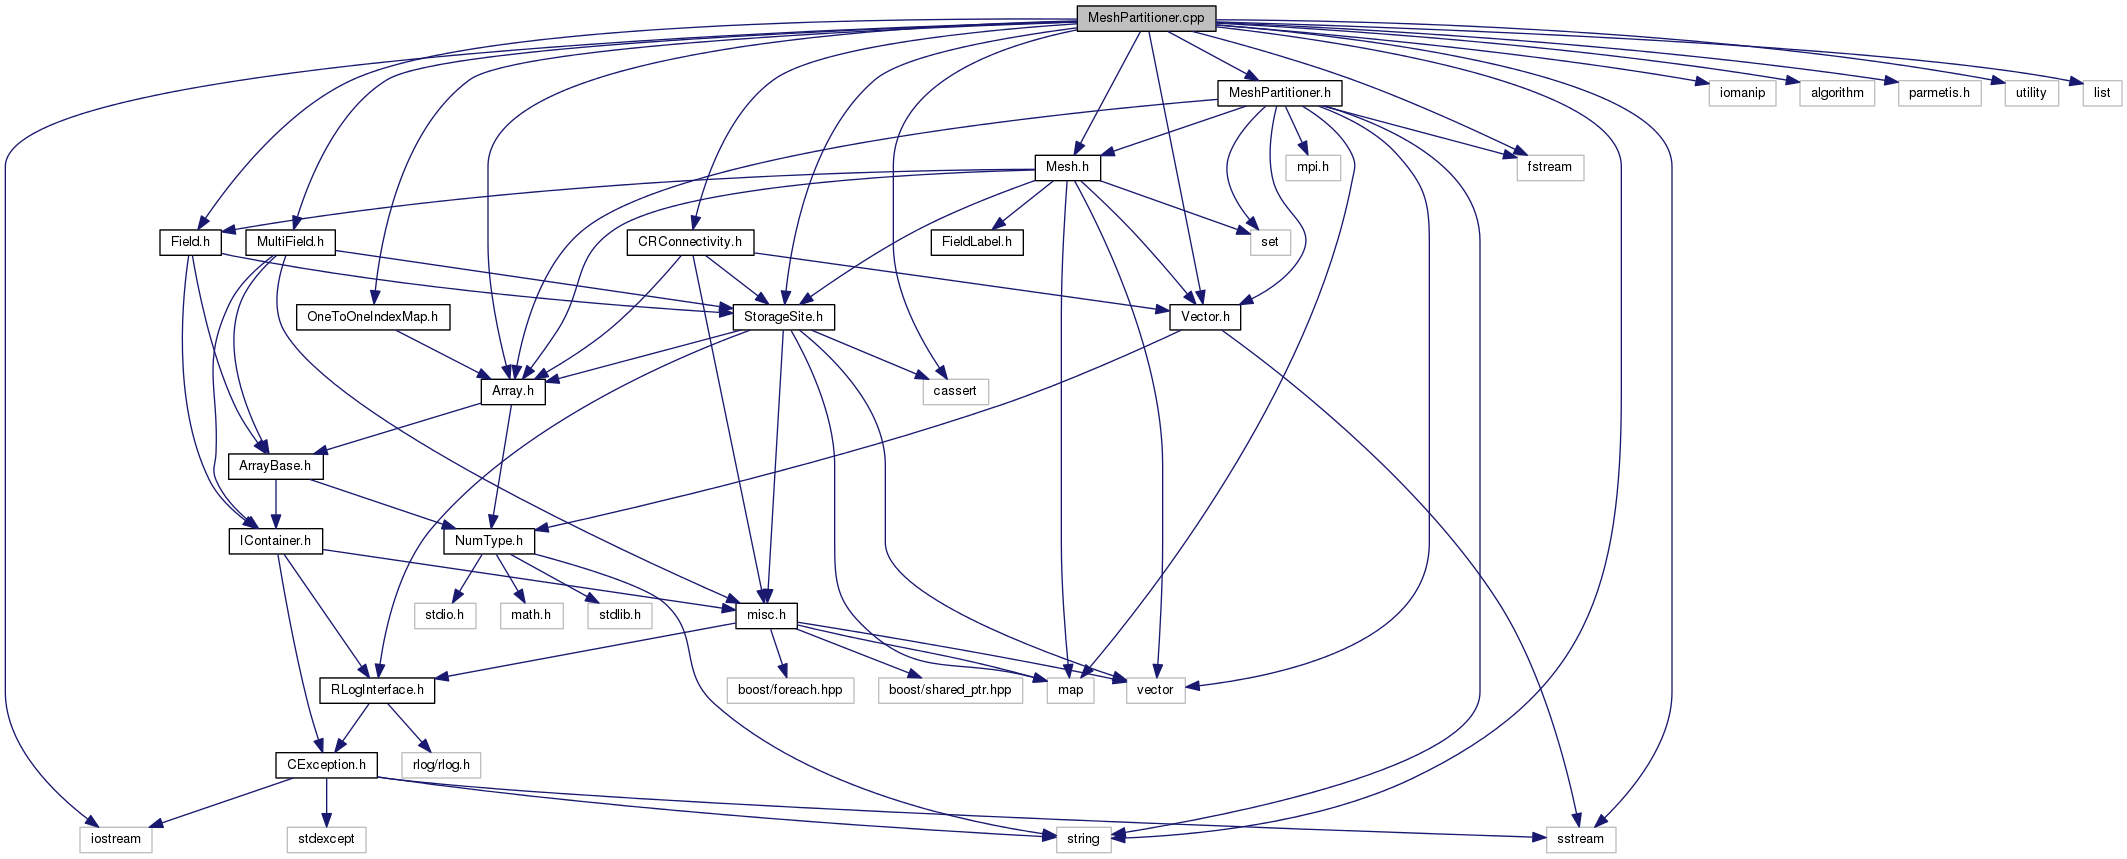 MeshPartitioner.cpp
MeshPartitioner.h
iomanip
algorithm
parmetis.h
utility
list
Mesh.h
mpi.h
fstream
Field.h
MultiField.h
CRConnectivity.h
FieldLabel.h
set
OneToOneIndexMap.h
StorageSite.h
Vector.h
Array.h
cassert
ArrayBase.h
IContainer.h
NumType.h
stdio.h
math.h
stdlib.h
misc.h
RLogInterface.h
boost/foreach.hpp
boost/shared_ptr.hpp
map
vector
CException.h
rlog/rlog.h
iostream
stdexcept
string
sstream